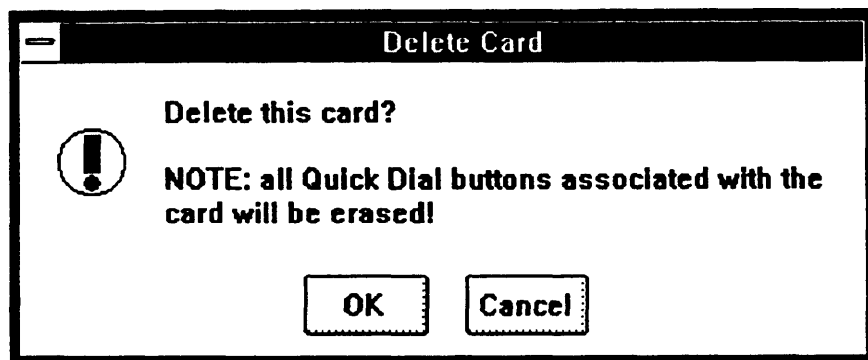 Delete Card
Delete this card?
NOTE: all Quick Dial buttons associated with the
card will be erased!
OK
Cancel